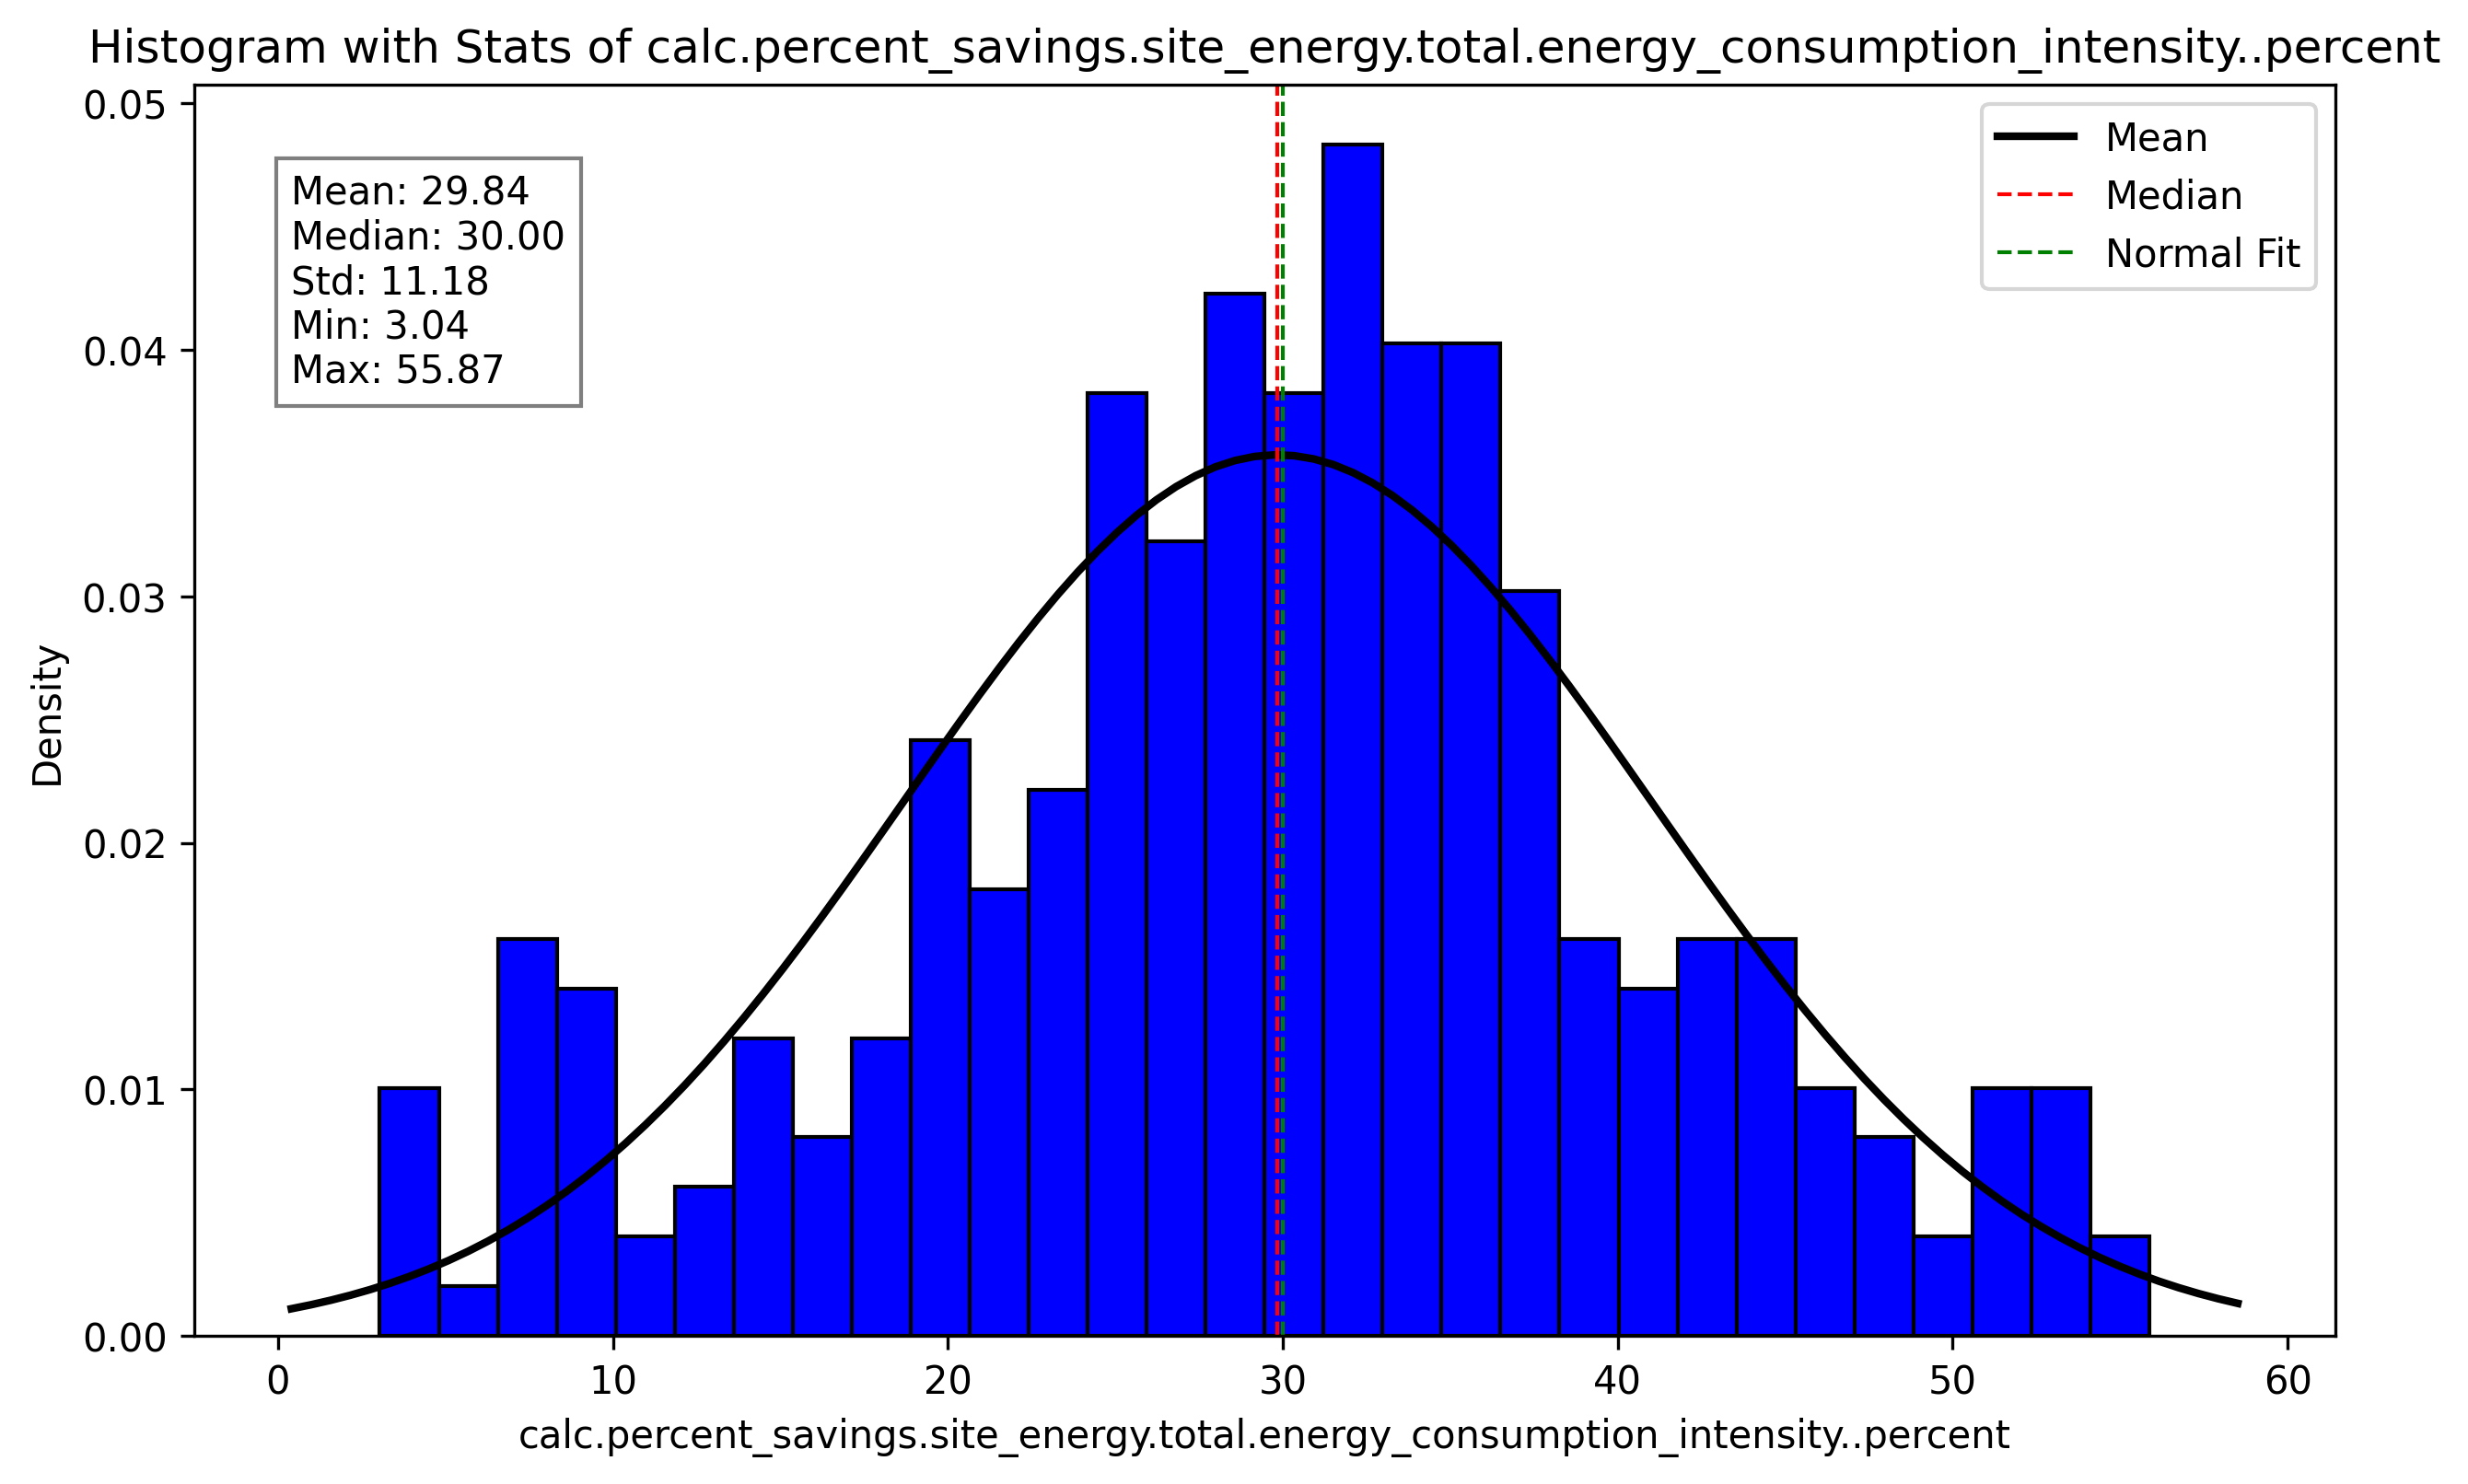 Histogram with Stats of calc.percent_savings.site_energy.total.energy_consumption_intensity..percent
0.05
0.04
0.03
0.02
0.01
0.00
Density
Mean: 29.84
Median: 30.00
Std: 11.18
Min: 3.04
Max: 55.87
Mean
Median
Normal Fit
0 10 20 30 40 50 60
calc.percent_savings.site_energy.total.energy_consumption_intensity..percent